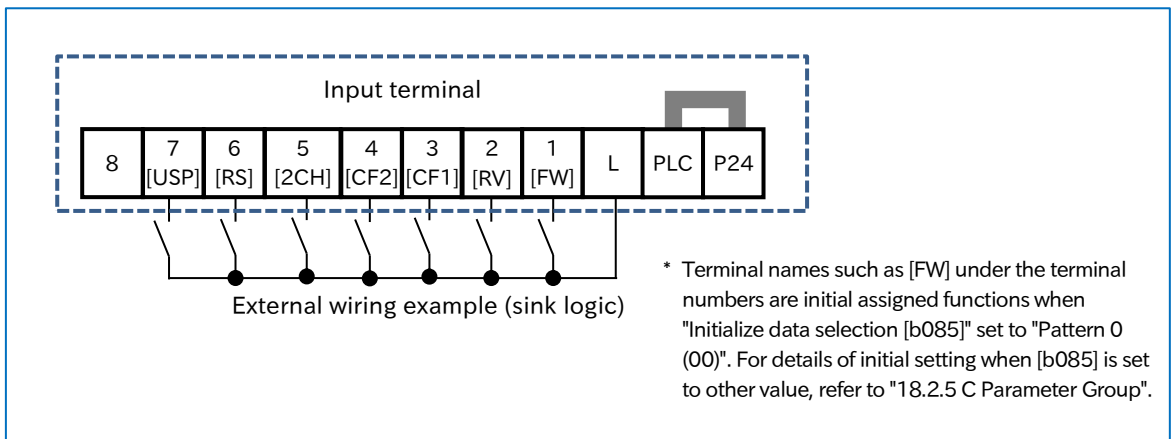 Input terminal
8 7 6 5 4 3 2 1 L PLC P24
[USP] [RS] [2CH] [CF2] [CF1] [RV] [FW]
External wiring example (sink logic)
* Terminal names such as [FW] under the terminal
numbers are initial assigned functions when
"Initialize data selection [b085]" set to "Pattern 0
(00)". For details of initial setting when [b085] is set
to other value, refer to "18.2.5 C Parameter Group".